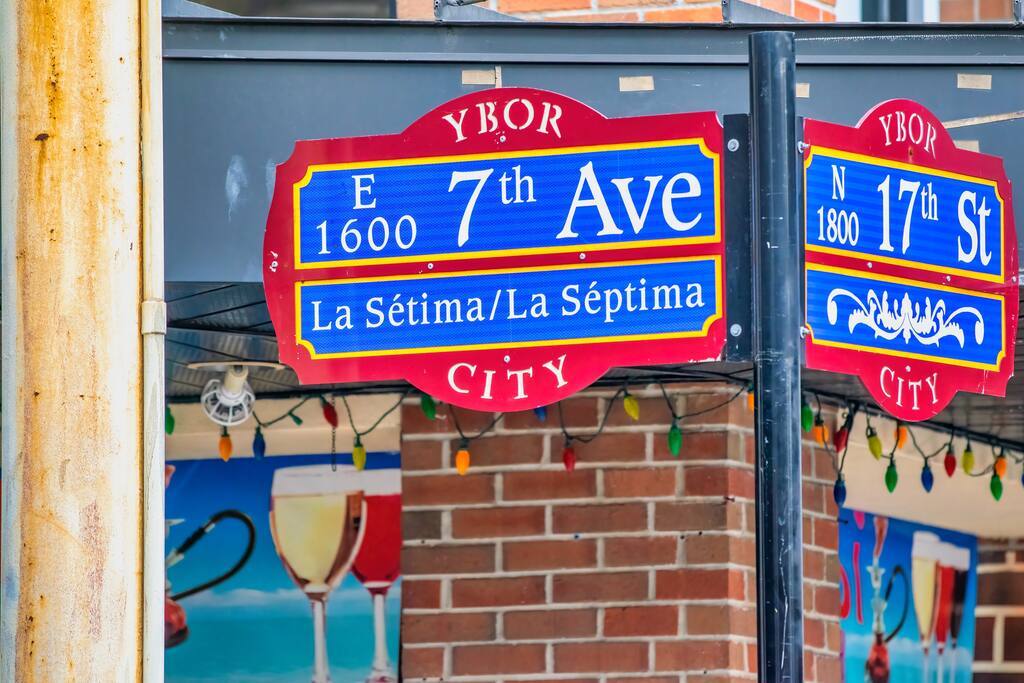 YBOR
E
1600 7th Ave
La Sétima/La Séptima
CITY
YBOR
N
1800 17th St
CITY